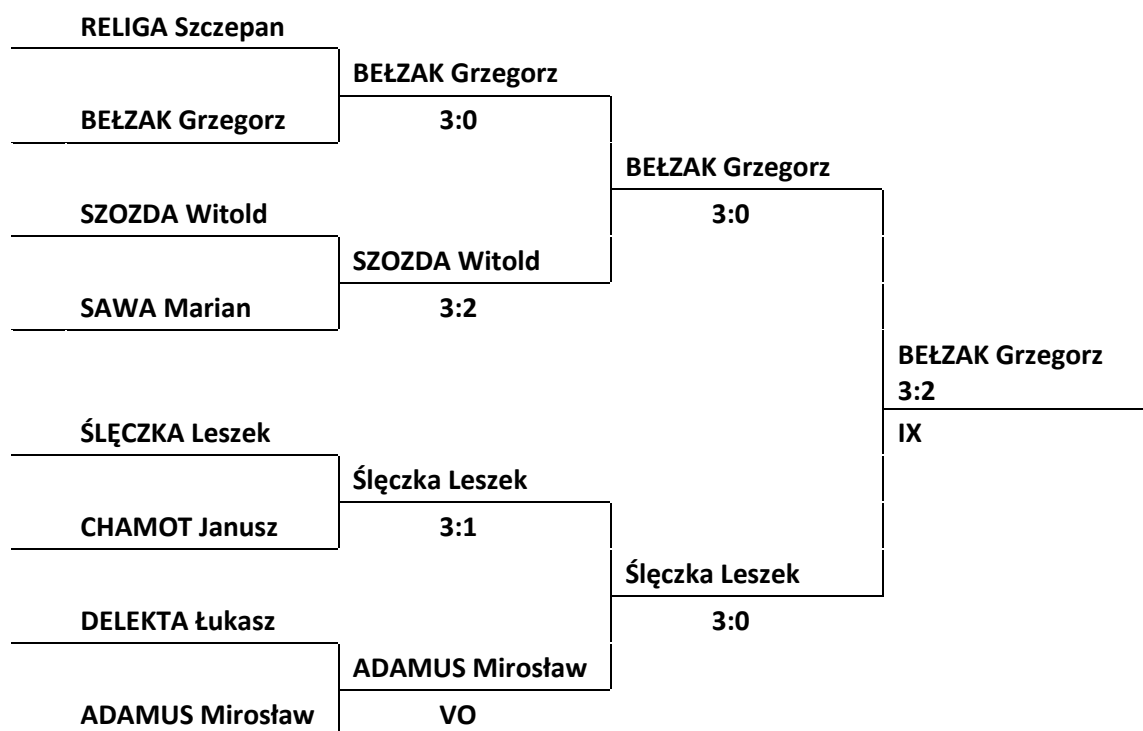 RELIGA Szczepan
BEŁZAK Grzegorz
BEŁZAK Grzegorz
3:0
BEŁZAK Grzegorz
SZOZDA Witold
3:0
SZOZDA Witold
SAWA Marian
3:2
BEŁZAK Grzegorz
3:2
ŚLĘCZKA Leszek
IX
Ślęczka Leszek
CHAMOT Janusz
3:1
Ślęczka Leszek
DELEKTA Łukasz
3:0
ADAMUS Mirosław
ADAMUS Mirosław
VO